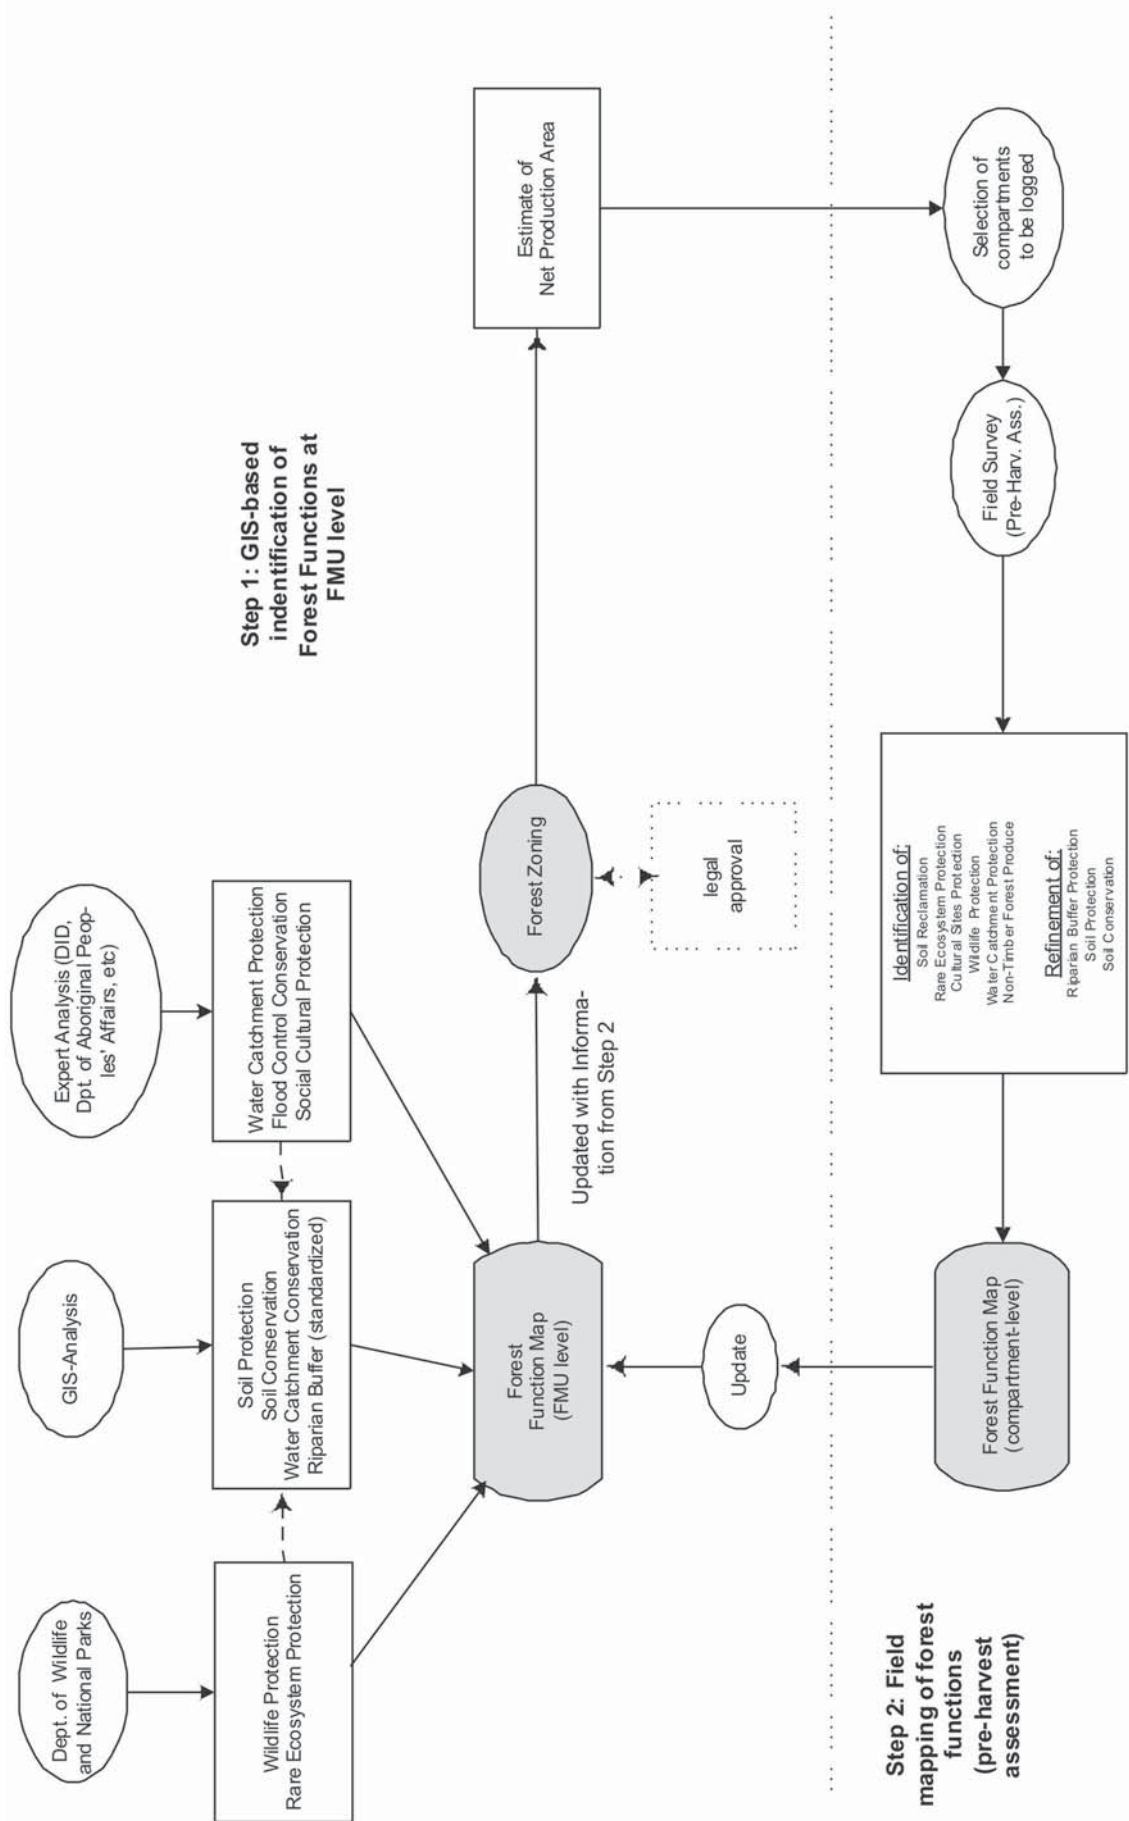 Dept. of Wildlife
and National Parks
GIS-Analysis
Expert Analysis (DID,
Dpt. of Aboriginal Peop-
les' Affairs, etc)
Wildlife Protection
Rare Ecosystem Protection
Soil Protection
Soil Conservation
Water Catchment Conservation
Riparian Buffer (standardized)
Water Catchment Protection
Flood Control Conservation
Social Cultural Protection
Step 1: GIS-based
indentification of
Forest Functions at
FMU level
Forest
Function Map
(FMU level)
Updated with Informa-
tion from Step 2
Forest Zoning
Estimate of
Net Production Area
legal
approval
Update
Step 2: Field
mapping of forest
functions
(pre-harvest
assessment)
Forest Function Map
(compartment-level)
Identification of:
Soil Reclamation
Rare Ecosystem Protection
Cultural Sites Protection
Wildlife Protection
Water Catchment Protection
Non-Timber Forest Produce
Refinement of:
Riparian Buffer Protection
Soil Protection
Soil Conservation
Field Survey
(Pre-Harv. Ass.)
Selection of
compartments
to be logged